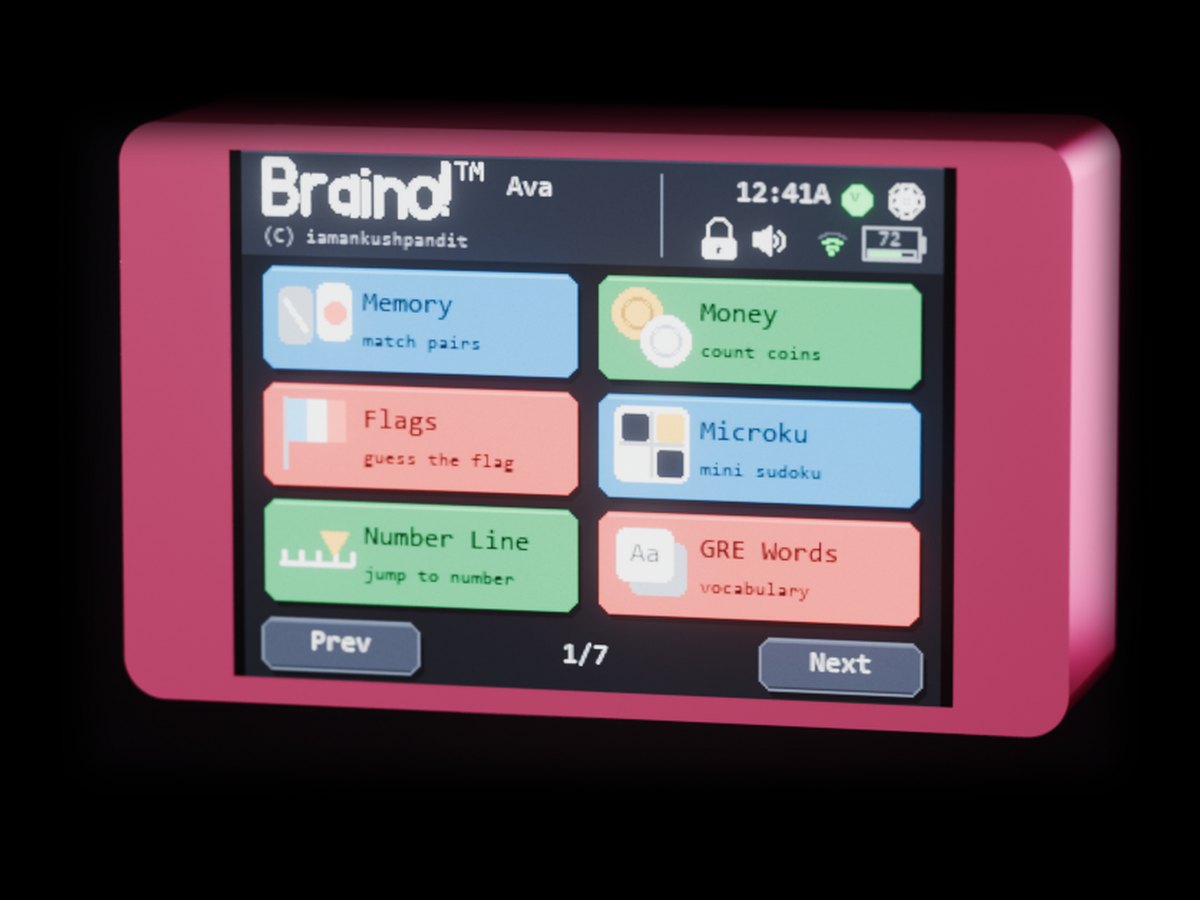 Braino!™ Ava
(C) iamankushpandit
12:41A
V
72
Memory
match pairs
Money
count coins
Flags
guess the flag
Microku
mini sudoku
Number Line
jump to number
Aa
GRE Words
vocabulary
Prev
1/7
Next